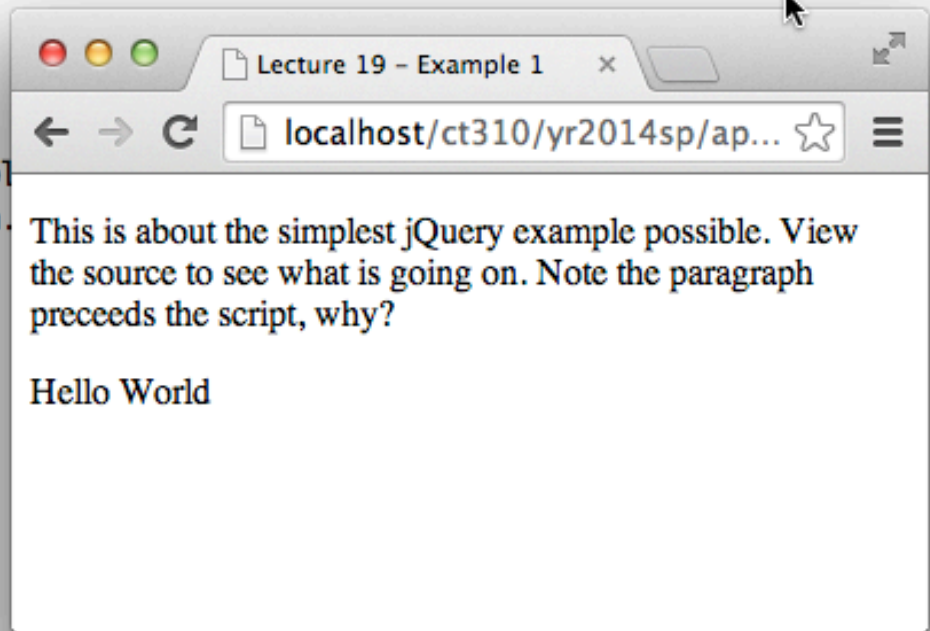 Lecture 19 – Example 1
localhost/ct310/yr2014sp/ap...
This is about the simplest jQuery example possible. View
the source to see what is going on. Note the paragraph
preceeds the script, why?
Hello World